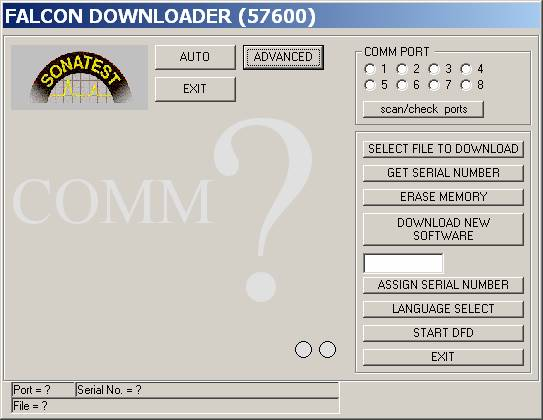 FALCON DOWNLOADER (57600)
SONATEST
AUTO
ADVANCED
EXIT
COMM ?
COMM PORT
1 2 3 4
5 6 7 8
scan/check ports
SELECT FILE TO DOWNLOAD
GET SERIAL NUMBER
ERASE MEMORY
DOWNLOAD NEW
SOFTWARE
ASSIGN SERIAL NUMBER
LANGUAGE SELECT
START DFD
EXIT
Port = ? Serial No. = ?
File = ?